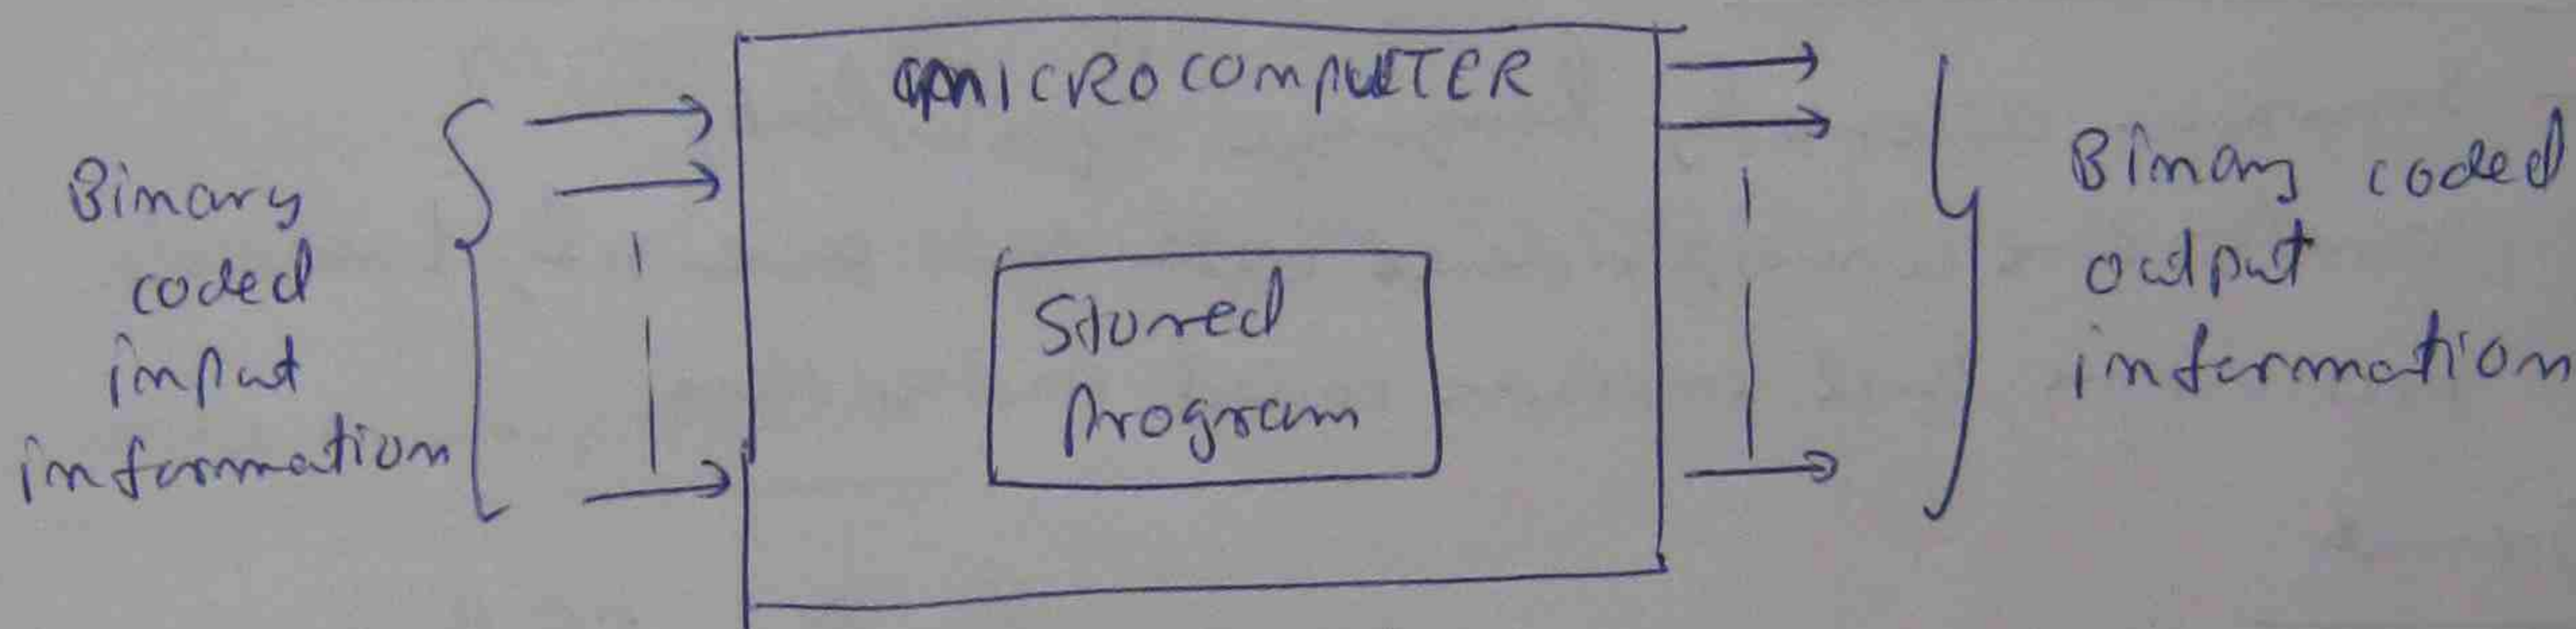 Binary
coded
input
information
MICROCOMPUTER
Stored
Program
Binary coded
output
information